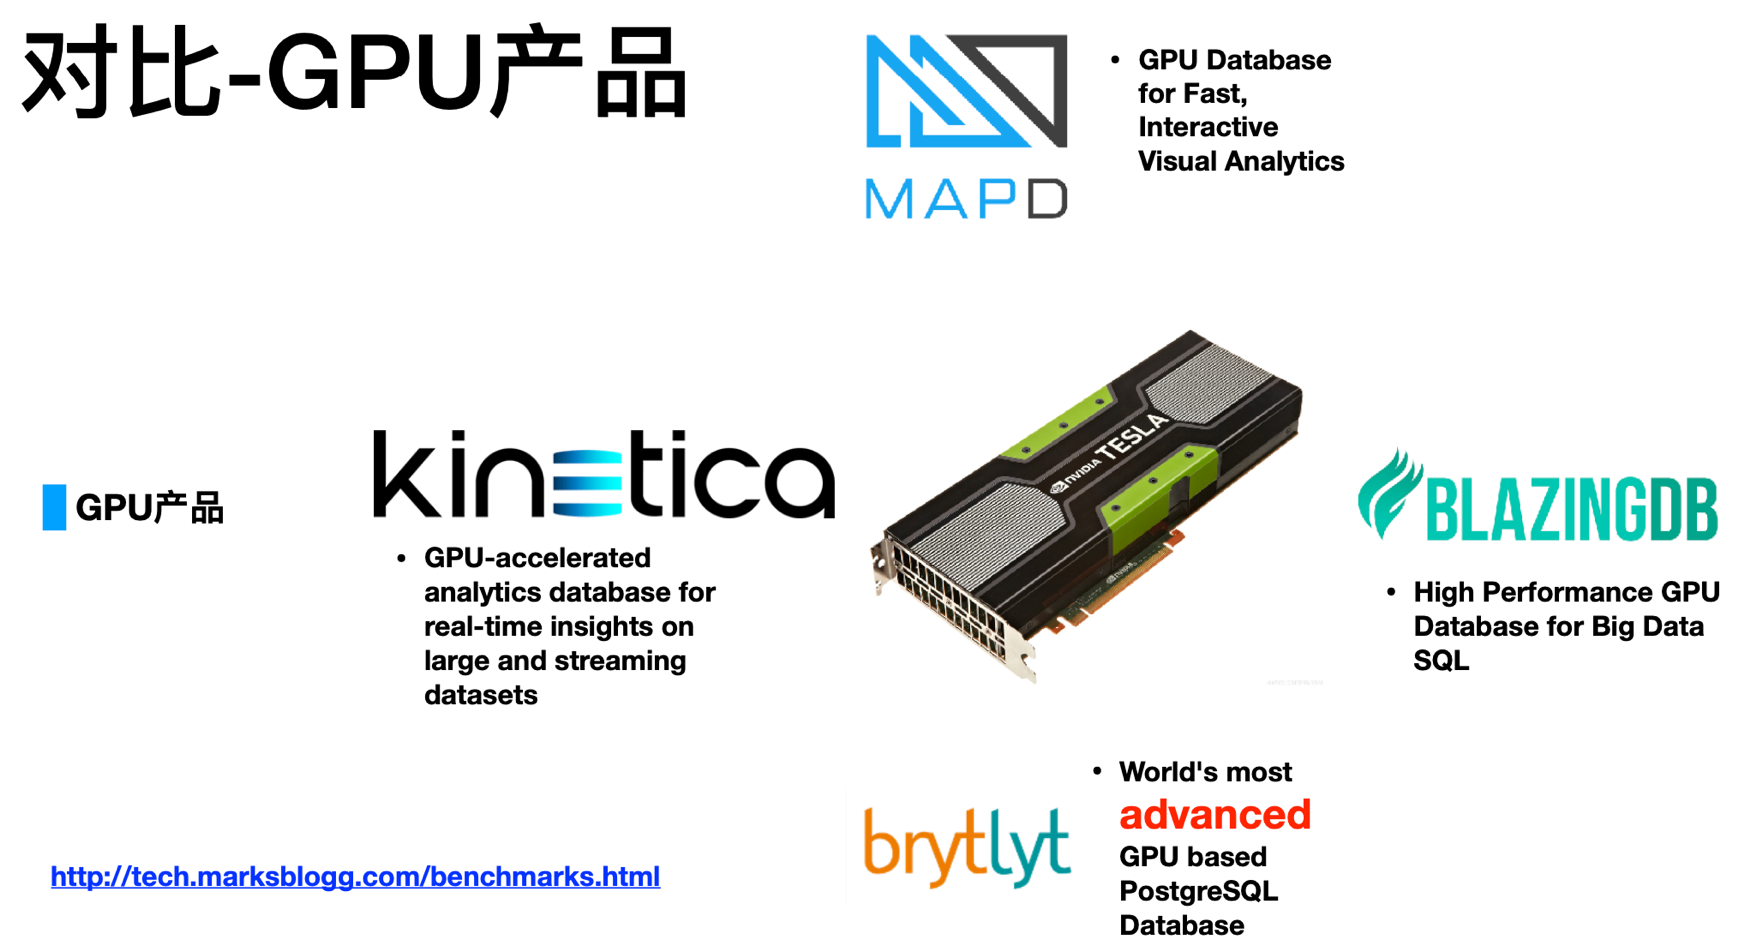 对比-GPU产品
MAPD
• GPU Database
for Fast,
Interactive
Visual Analytics
GPU产品
kinetica
• GPU-accelerated
analytics database for
real-time insights on
large and streaming
datasets
NVIDIA TESLA
BLAZINGDB
• High Performance GPU
Database for Big Data
SQL
brytlyt
• World's most
advanced
GPU based
PostgreSQL
Database
http://tech.marksblogg.com/benchmarks.html